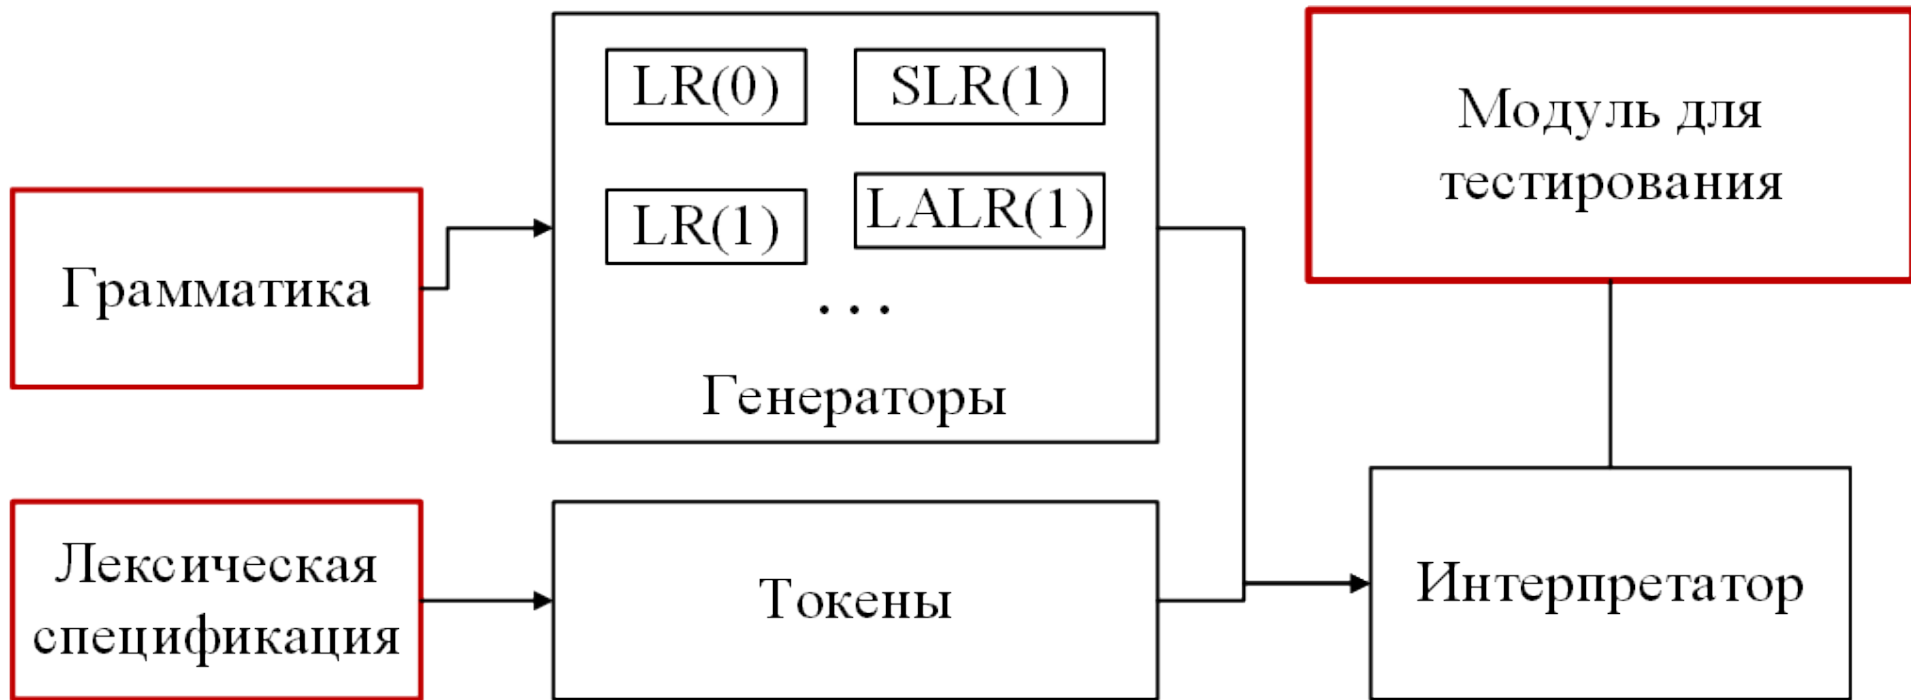 LR(0)
SLR(1)
LR(1)
LALR(1)
...
Генераторы
Модуль для
тестирования
Грамматика
Лексическая
спецификация
Токены
Интерпретатор